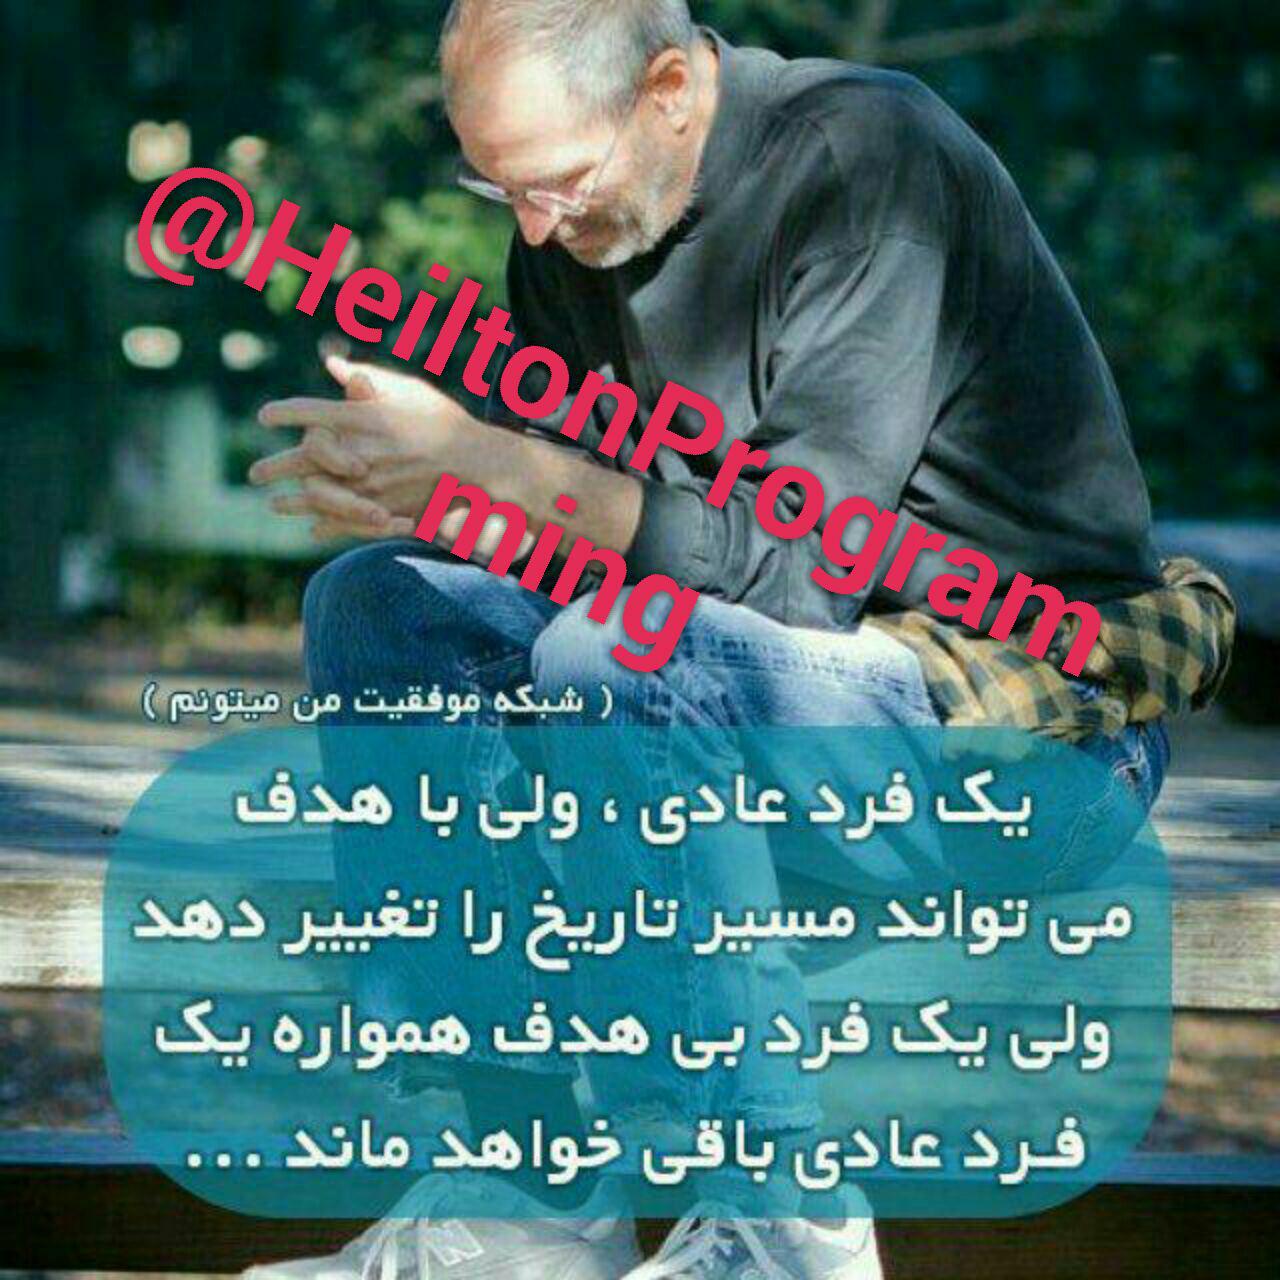 @HeiltonProgram
ming
( شبکه موفقیت من میتونم )
یک فرد عادی ، ولی با هدف
می تواند مسیر تاریخ را تغییر دهد
ولی یک فرد بی هدف همواره یک
فرد عادی باقی خواهد ماند ...